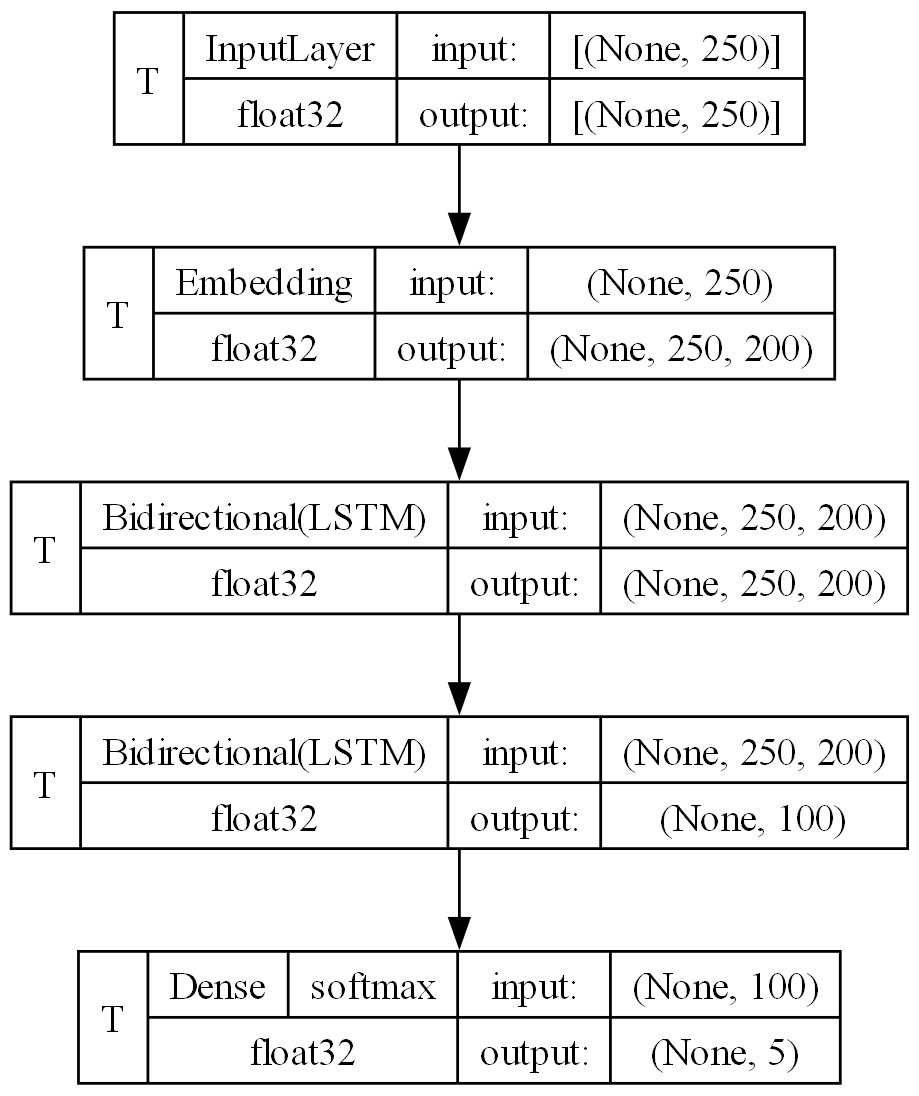 T InputLayer input: [(None, 250)]
float32 output: [(None, 250)]
T Embedding input: (None, 250)
float32 output: (None, 250, 200)
T Bidirectional(LSTM) input: (None, 250, 200)
float32 output: (None, 250, 200)
T Bidirectional(LSTM) input: (None, 250, 200)
float32 output: (None, 100)
T Dense softmax input: (None, 100)
float32 output: (None, 5)